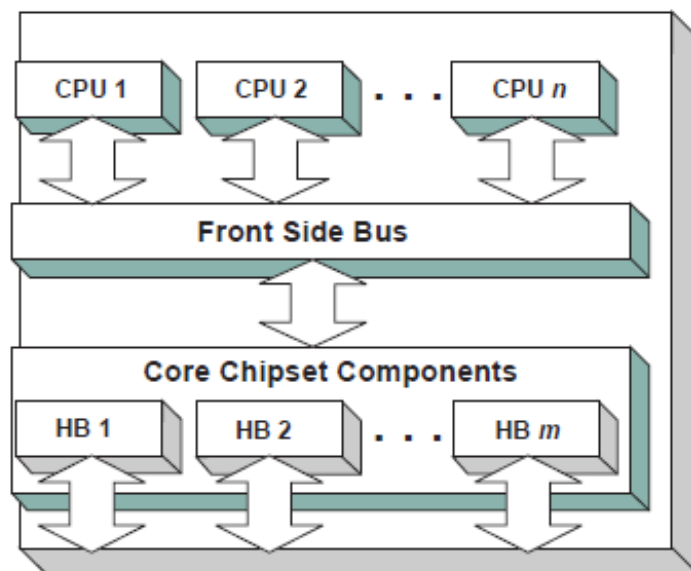 CPU 1 CPU 2 . . . CPU n
Front Side Bus
Core Chipset Components
HB 1 HB 2 . . . HB m